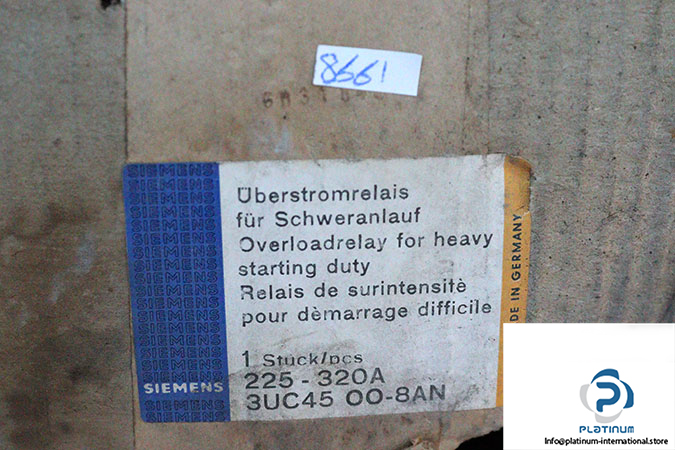 8661
SIEMENS
Überstromrelais
für Schweranlauf
Overloadrelay for heavy
starting duty
Relais de surintensitè
pour dèmarrage difficile
1 Stück/pcs
225 - 320A
3UC45 00-8AN
DE IN GERMANY
PLATINUM
Info@platinum-international.store